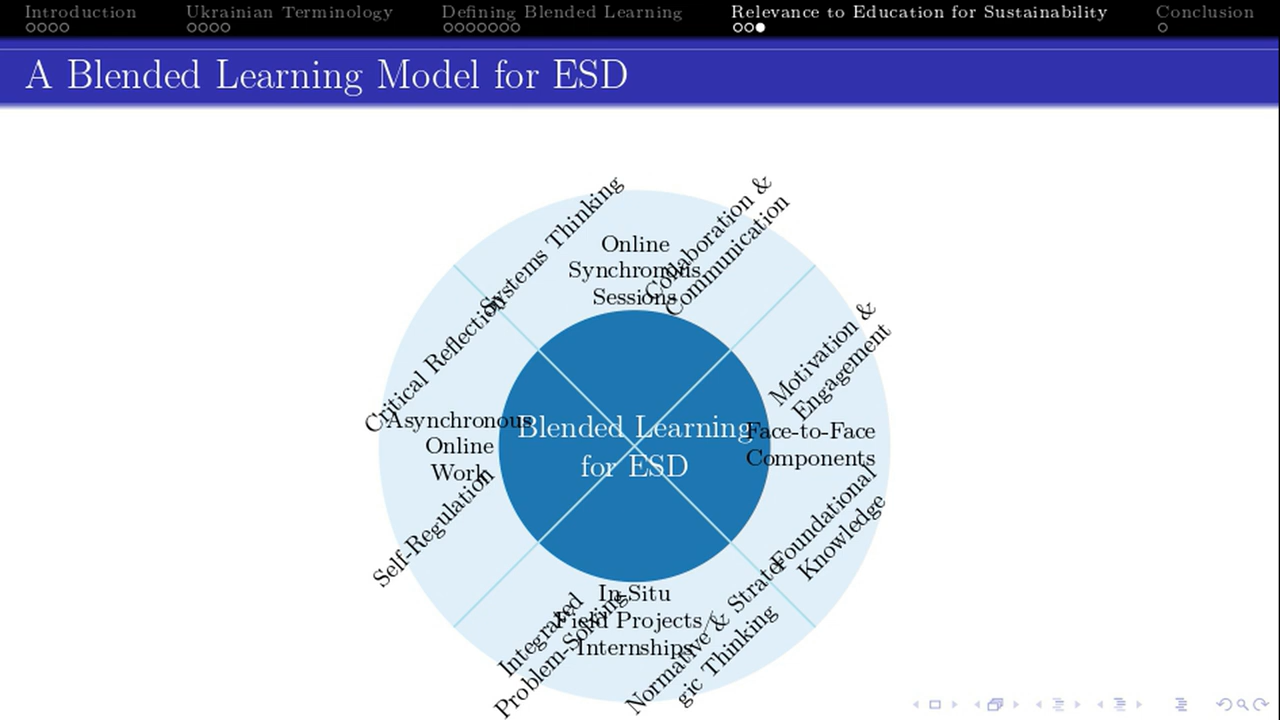 Introduction
Ukrainian Terminology
Defining Blended Learning
Relevance to Education for Sustainability
Conclusion
A Blended Learning Model for ESD
Systems Thinking
Collaboration &
Communication
Online
Synchronous
Sessions
Critical Reflection
Motivation &
Engagement
Asynchronous
Online
Work
Blended Learning
for ESD
Face-to-Face
Components
Self-Regulation
Foundational
Knowledge
Integrated
Problem-Solving
In-Situ
Field Projects/
Internships
Normative & Strate-
gic Thinking